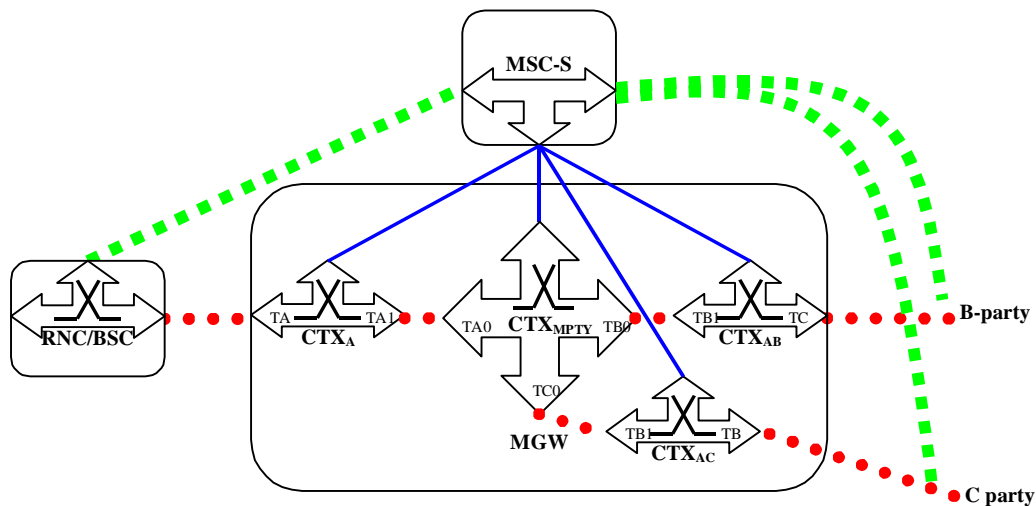 MSC-S
RNC/BSC
TA TA1
CTXA
TA0 CTXMPTY TB0
TC0
TB1 TC
CTXAB
B-party
MGW
TB1 TB
CTXAC
C party